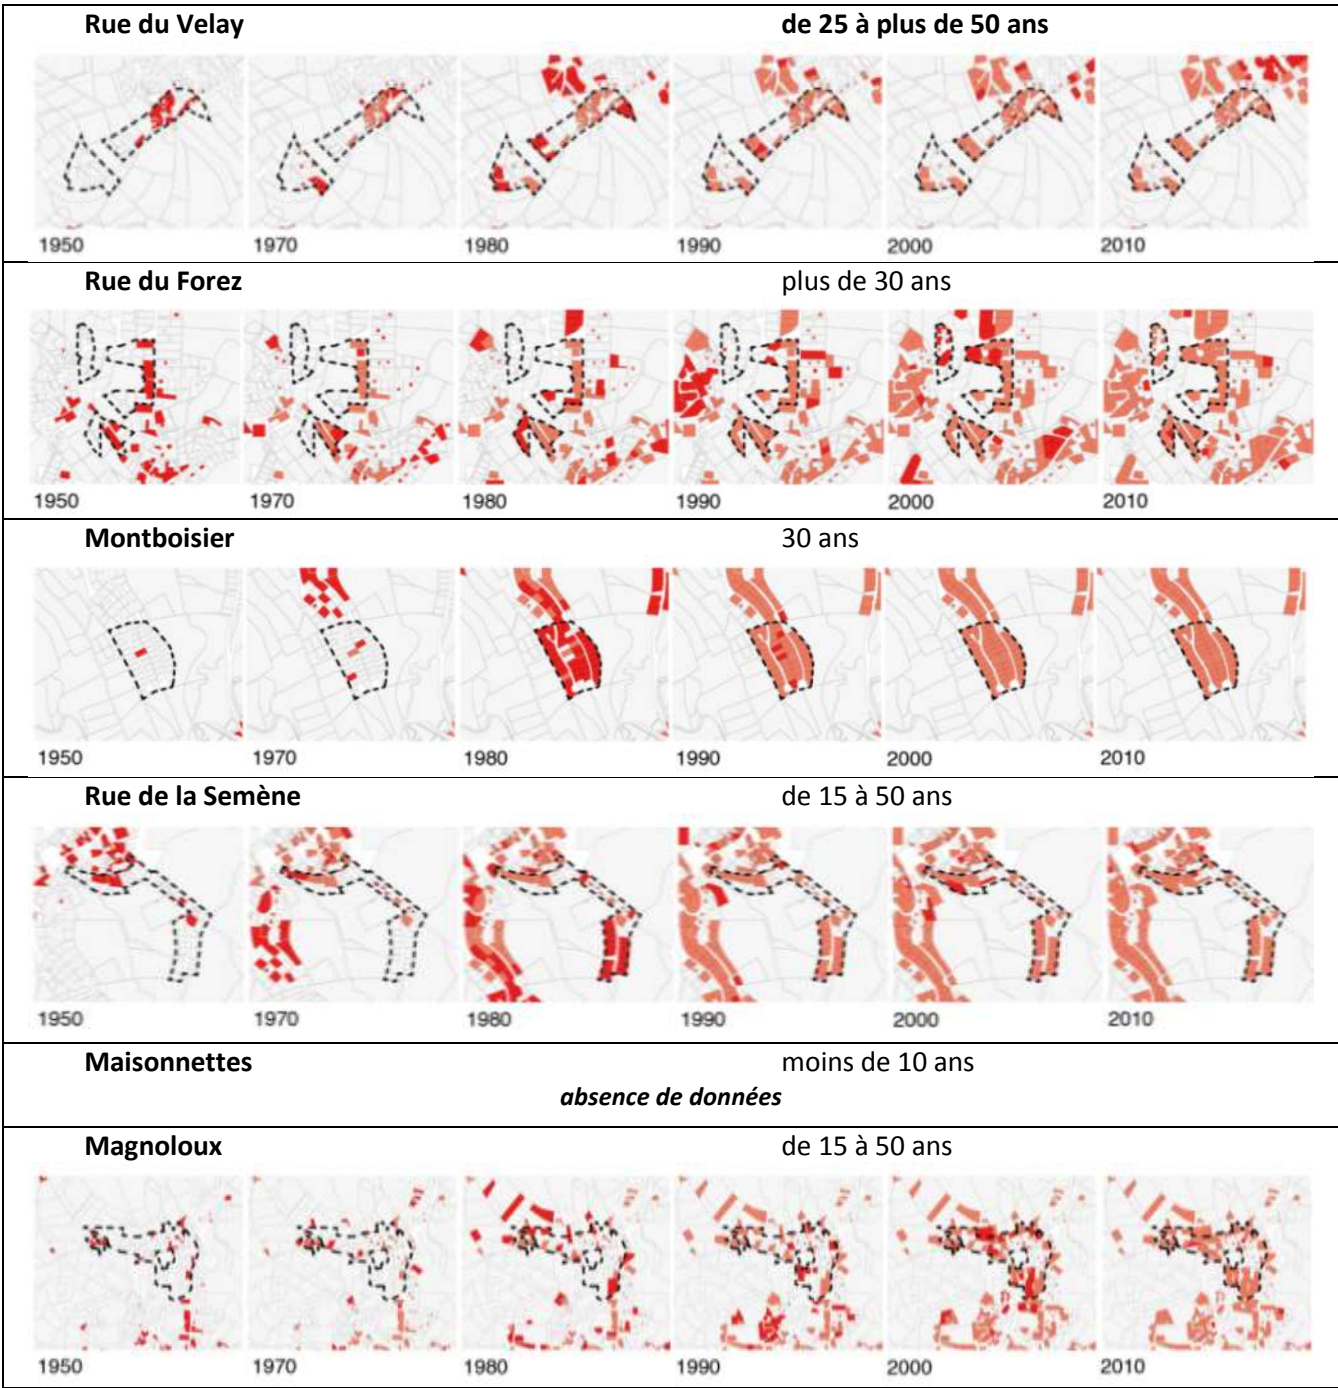 Rue du Velay de 25 à plus de 50 ans
1950 1970 1980 1990 2000 2010
Rue du Forez plus de 30 ans
1950 1970 1980 1990 2000 2010
Montboisier 30 ans
1950 1970 1980 1990 2000 2010
Rue de la Semène de 15 à 50 ans
1950 1970 1980 1990 2000 2010
Maisonnettes moins de 10 ans
absence de données
Magnoloux de 15 à 50 ans
1950 1970 1980 1990 2000 2010